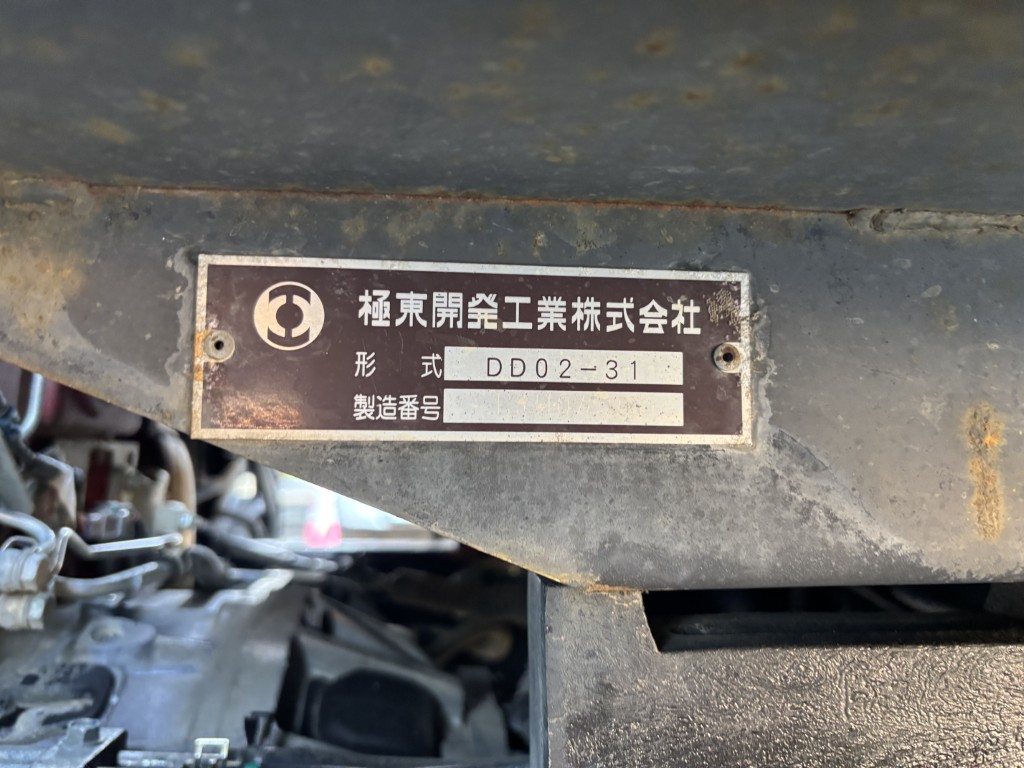 極東開発工業株式会社
形 式 DD02-31
製造番号